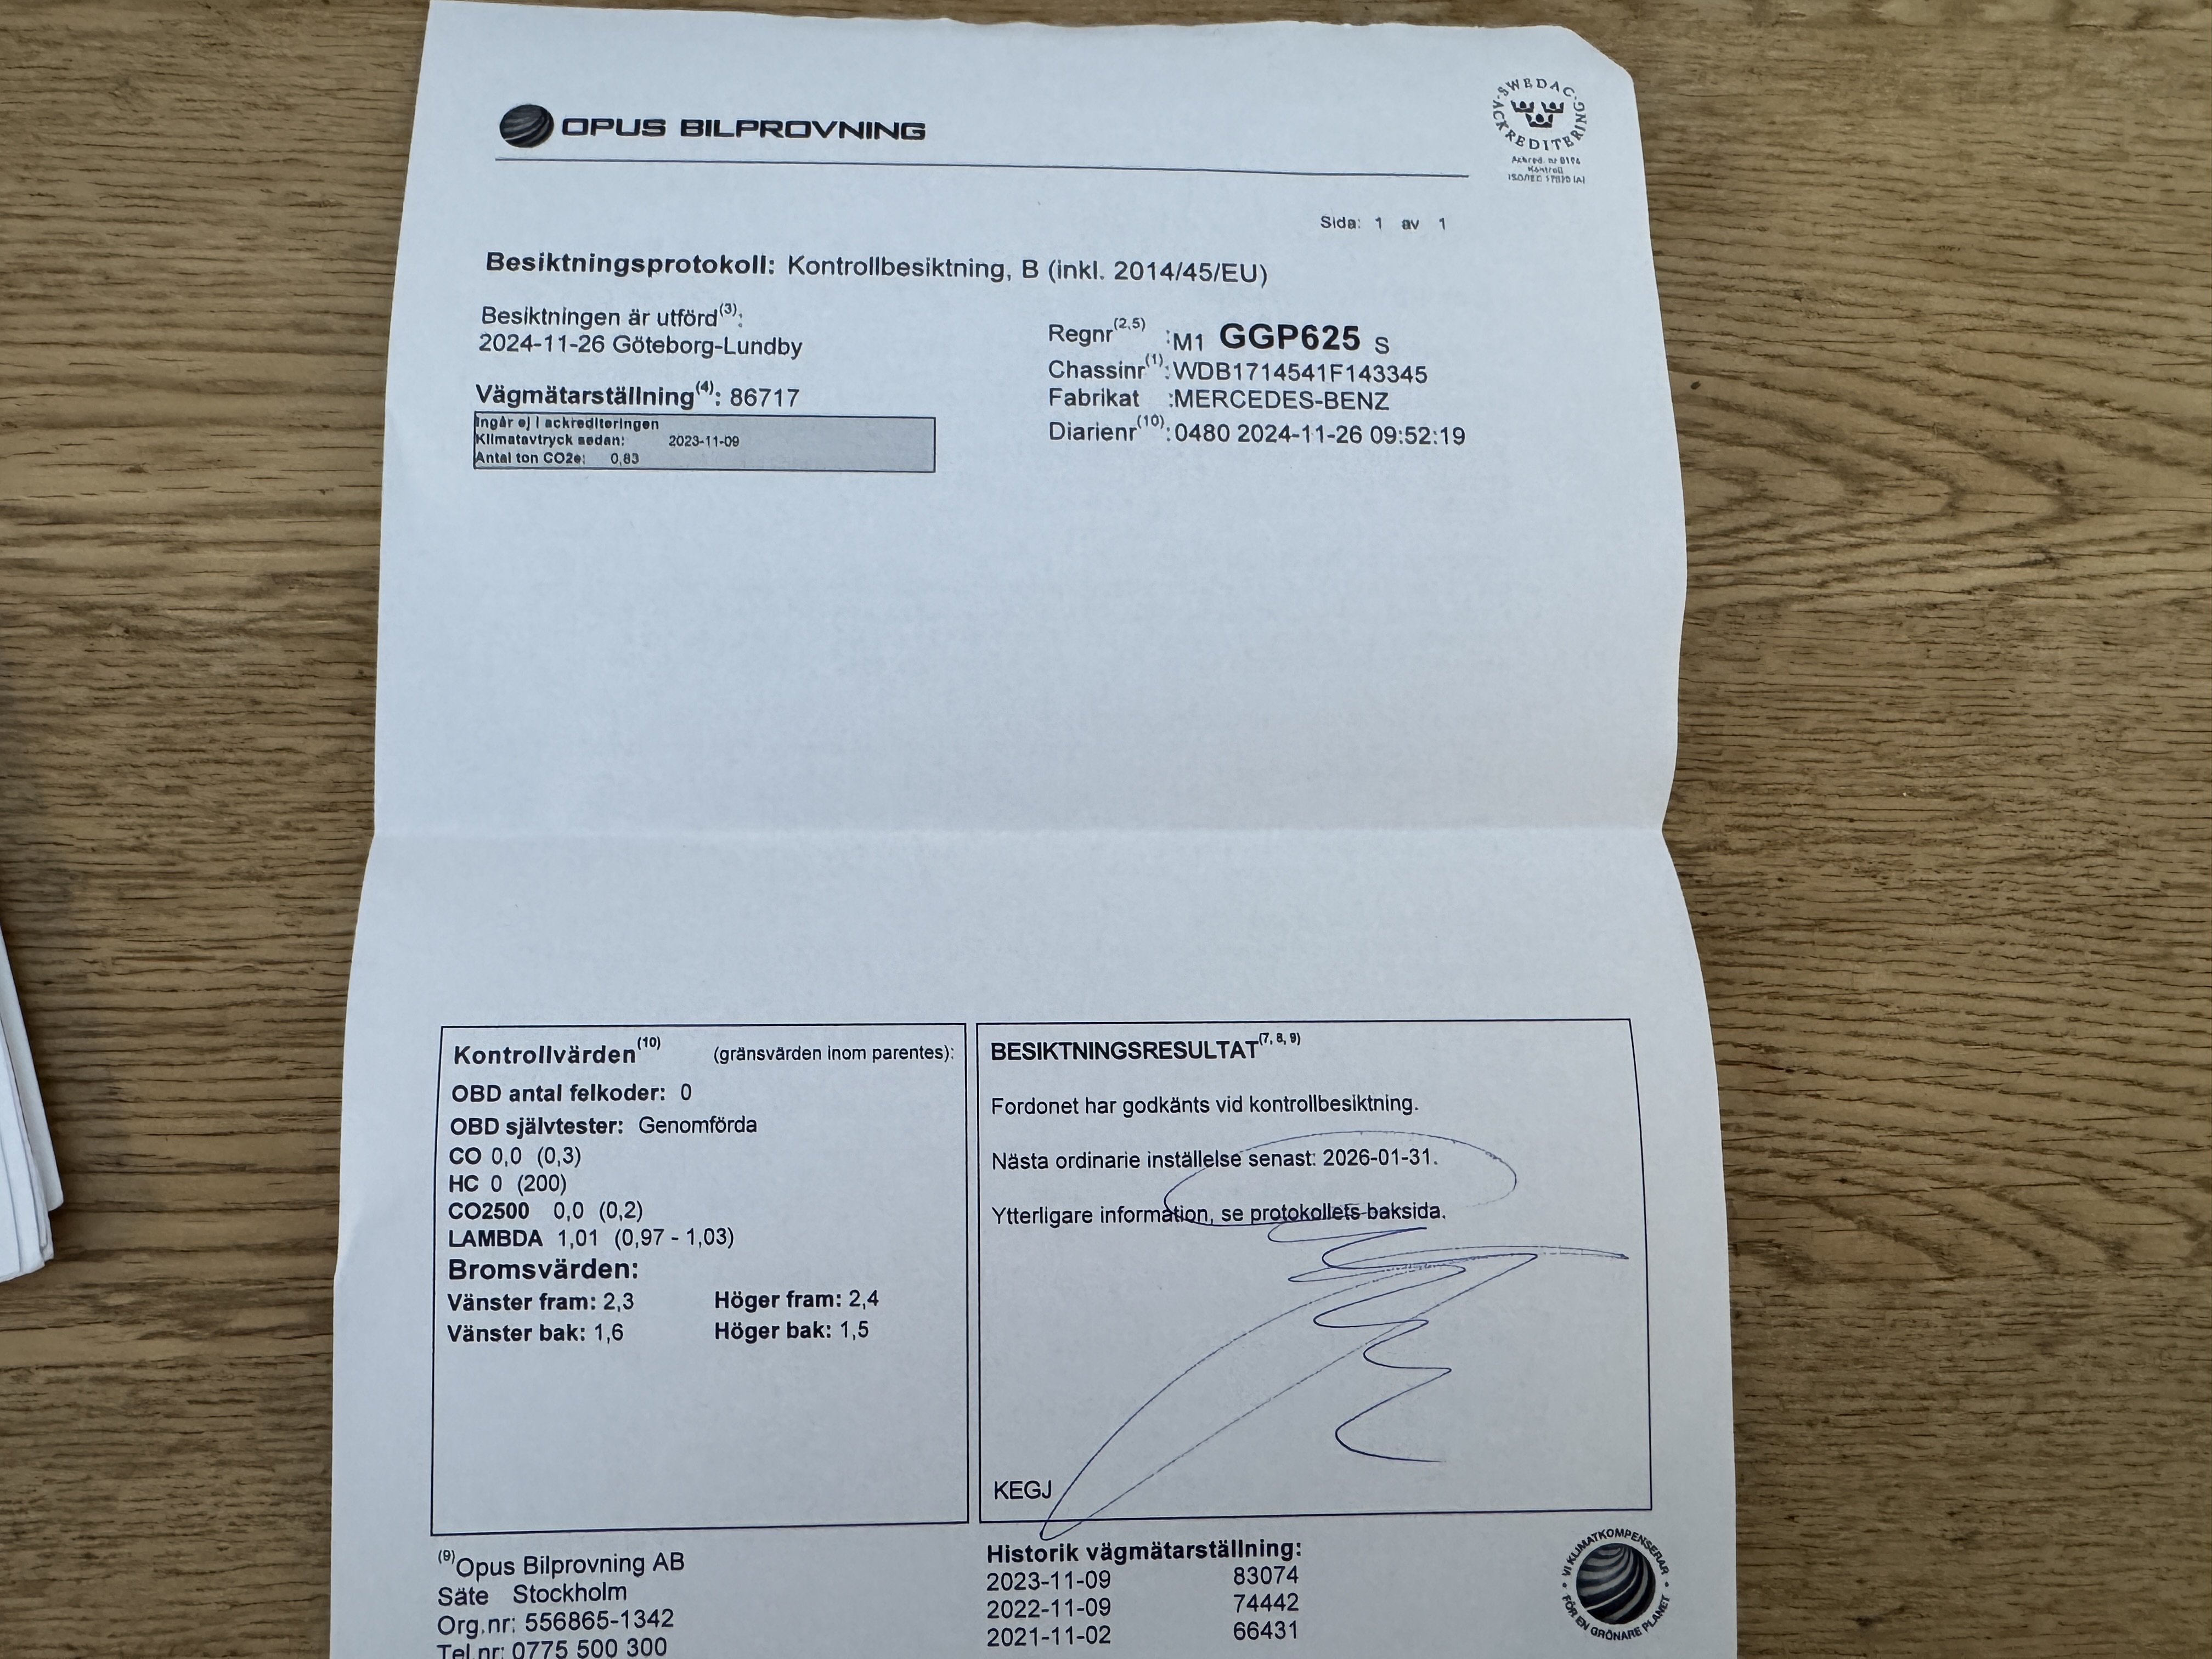 OPUS BILPROVNING
SWEDAC ACKREDITERING
Ackred. nr
Kontroll
ISO/IEC
Sida: 1 av 1
Besiktningsprotokoll: Kontrollbesiktning, B (inkl. 2014/45/EU)
Besiktningen är utförd(3):
2024-11-26 Göteborg-Lundby
Vägmätarställning(4): 86717
Ingår ej i ackrediteringen
Klimatavtryck sedan: 2023-11-09
Antal ton CO2e: 0,83
Regnr(2,5) :M1 GGP625 S
Chassinr(1):WDB1714541F143345
Fabrikat :MERCEDES-BENZ
Diarienr(10):0480 2024-11-26 09:52:19
Kontrollvärden(10) (gränsvärden inom parentes):
OBD antal felkoder: 0
OBD självtester: Genomförda
CO 0,0 (0,3)
HC 0 (200)
CO2500 0,0 (0,2)
LAMBDA 1,01 (0,97 - 1,03)
Bromsvärden:
Vänster fram: 2,3 Höger fram: 2,4
Vänster bak: 1,6 Höger bak: 1,5
BESIKTNINGSRESULTAT(7, 8, 9)
Fordonet har godkänts vid kontrollbesiktning.
Nästa ordinarie inställelse senast: 2026-01-31.
Ytterligare information, se protokollets baksida.
KEGJ
(9)Opus Bilprovning AB
Säte Stockholm
Org.nr: 556865-1342
Tel.nr: 0775 500 300
Historik vägmätarställning:
2023-11-09 83074
2022-11-09 74442
2021-11-02 66431
VI KLIMATKOMPENSERAR
FÖR EN GRÖNARE PLANET